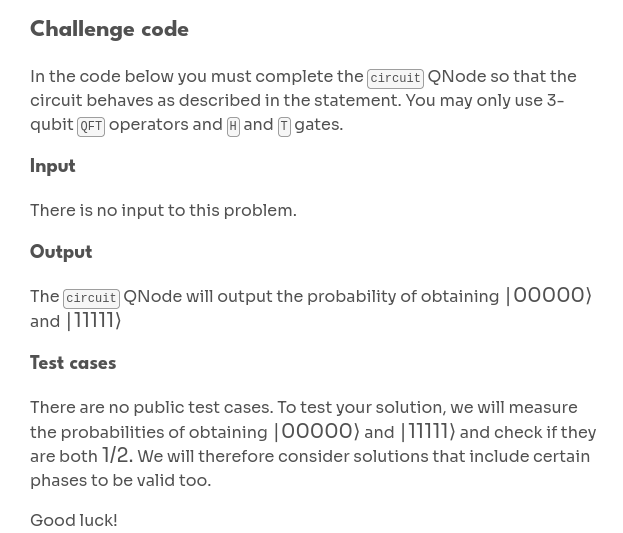 Challenge code
In the code below you must complete the circuit QNode so that the
circuit behaves as described in the statement. You may only use 3-
qubit QFT operators and H and T gates.
Input
There is no input to this problem.
Output
The circuit QNode will output the probability of obtaining |00000⟩
and |11111⟩
Test cases
There are no public test cases. To test your solution, we will measure
the probabilities of obtaining |00000⟩ and |11111⟩ and check if they
are both 1/2. We will therefore consider solutions that include certain
phases to be valid too.
Good luck!